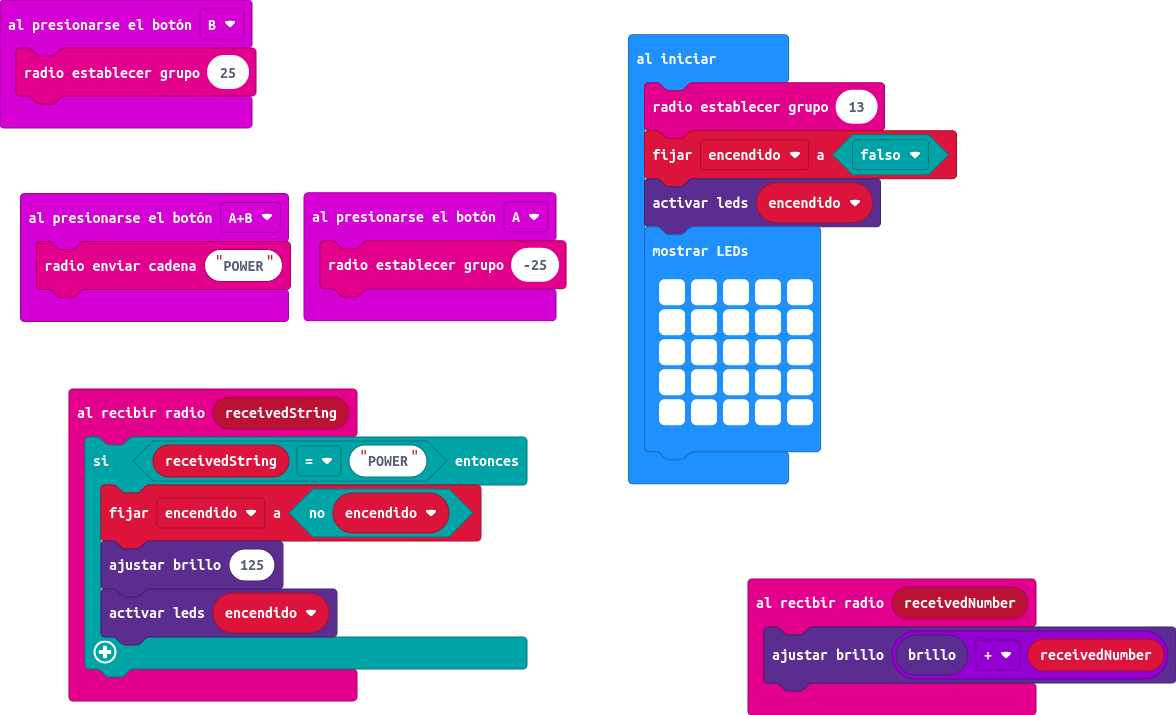 al presionarse el botón B
radio establecer grupo 25
al presionarse el botón A+B
radio enviar cadena "POWER"
al presionarse el botón A
radio establecer grupo -25
al iniciar
radio establecer grupo 13
fijar encendido a falso
activar leds encendido
mostrar LEDs
al recibir radio receivedString
si receivedString = "POWER" entonces
fijar encendido a no encendido
ajustar brillo 125
activar leds encendido
al recibir radio receivedNumber
ajustar brillo brillo + receivedNumber